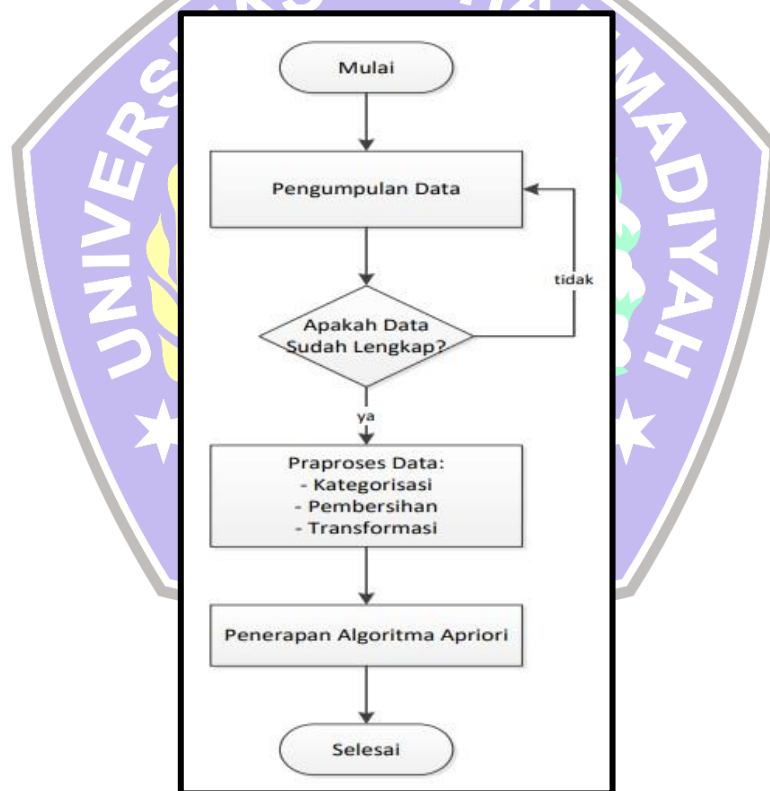 Mulai
Pengumpulan Data
tidak
Apakah Data
Sudah Lengkap?
ya
Praproses Data:
- Kategorisasi
- Pembersihan
- Transformasi
Penerapan Algoritma Apriori
Selesai